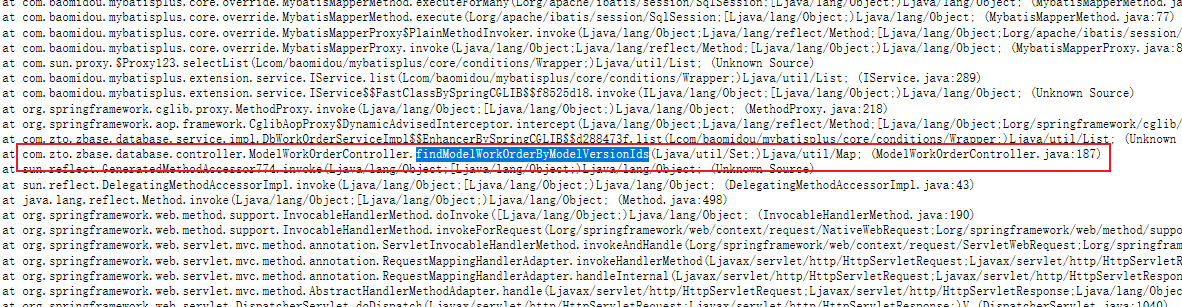 at com.baomidou.mybatisplus.core.override.MybatisMapperMethod.executeForMany(Lorg/apache/ibatis/session/SqlSession;[Ljava/lang/Object;)Ljava/lang/Object; (MybatisMapperMethod.ja
at com.baomidou.mybatisplus.core.override.MybatisMapperMethod.execute(Lorg/apache/ibatis/session/SqlSession;[Ljava/lang/Object;)Ljava/lang/Object; (MybatisMapperMethod.java:77)
at com.baomidou.mybatisplus.core.override.MybatisMapperProxy$PlainMethodInvoker.invoke(Ljava/lang/Object;Ljava/lang/reflect/Method;[Ljava/lang/Object;Lorg/apache/ibatis/session/
at com.baomidou.mybatisplus.core.override.MybatisMapperProxy.invoke(Ljava/lang/Object;Ljava/lang/reflect/Method;[Ljava/lang/Object;)Ljava/lang/Object; (MybatisMapperProxy.java:8
at com.sun.proxy.$Proxy123.selectList(Lcom/baomidou/mybatisplus/core/conditions/Wrapper;)Ljava/util/List; (Unknown Source)
at com.baomidou.mybatisplus.extension.service.IService.list(Lcom/baomidou/mybatisplus/core/conditions/Wrapper;)Ljava/util/List; (IService.java:289)
at com.baomidou.mybatisplus.extension.service.IService$$FastClassBySpringCGLIB$$f8525d18.invoke(ILjava/lang/Object;[Ljava/lang/Object;)Ljava/lang/Object; (Unknown Source)
at org.springframework.cglib.proxy.MethodProxy.invoke(Ljava/lang/Object;[Ljava/lang/Object;)Ljava/lang/Object; (MethodProxy.java:218)
at org.springframework.aop.framework.CglibAopProxy$DynamicAdvisedInterceptor.intercept(Ljava/lang/Object;Ljava/lang/reflect/Method;[Ljava/lang/Object;Lorg/springframework/cglib/
at com.zto.zbase.database.service.impl.DbWorkOrderServiceImpl$$EnhancerBySpringCGLIB$$d288473f.list(Lcom/baomidou/mybatisplus/core/conditions/Wrapper;)Ljava/util/List; (Unknown
at com.zto.zbase.database.controller.ModelWorkOrderController.findModelWorkOrderByModelVersionIds(Ljava/util/Set;)Ljava/util/Map; (ModelWorkOrderController.java:187)
at sun.reflect.GeneratedMethodAccessor774.invoke(Ljava/lang/Object;[Ljava/lang/Object;)Ljava/lang/Object; (Unknown Source)
at sun.reflect.DelegatingMethodAccessorImpl.invoke(Ljava/lang/Object;[Ljava/lang/Object;)Ljava/lang/Object; (DelegatingMethodAccessorImpl.java:43)
at java.lang.reflect.Method.invoke(Ljava/lang/Object;[Ljava/lang/Object;)Ljava/lang/Object; (Method.java:498)
at org.springframework.web.method.support.InvocableHandlerMethod.doInvoke([Ljava/lang/Object;)Ljava/lang/Object; (InvocableHandlerMethod.java:190)
at org.springframework.web.method.support.InvocableHandlerMethod.invokeForRequest(Lorg/springframework/web/context/request/NativeWebRequest;Lorg/springframework/web/method/suppo
at org.springframework.web.servlet.mvc.method.annotation.ServletInvocableHandlerMethod.invokeAndHandle(Lorg/springframework/web/context/request/ServletWebRequest;Lorg/springfram
at org.springframework.web.servlet.mvc.method.annotation.RequestMappingHandlerAdapter.invokeHandlerMethod(Ljavax/servlet/http/HttpServletRequest;Ljavax/servlet/http/HttpServletR
at org.springframework.web.servlet.mvc.method.annotation.RequestMappingHandlerAdapter.handleInternal(Ljavax/servlet/http/HttpServletRequest;Ljavax/servlet/http/HttpServletRespon
at org.springframework.web.servlet.mvc.method.AbstractHandlerMethodAdapter.handle(Ljavax/servlet/http/HttpServletRequest;Ljavax/servlet/http/HttpServletResponse;Ljava/lang/Objec
at org.springframework.web.servlet.DispatcherServlet.doDispatch(Ljavax/servlet/http/HttpServletRequest;Ljavax/servlet/http/HttpServletResponse;)V (DispatcherServlet.java:1040)